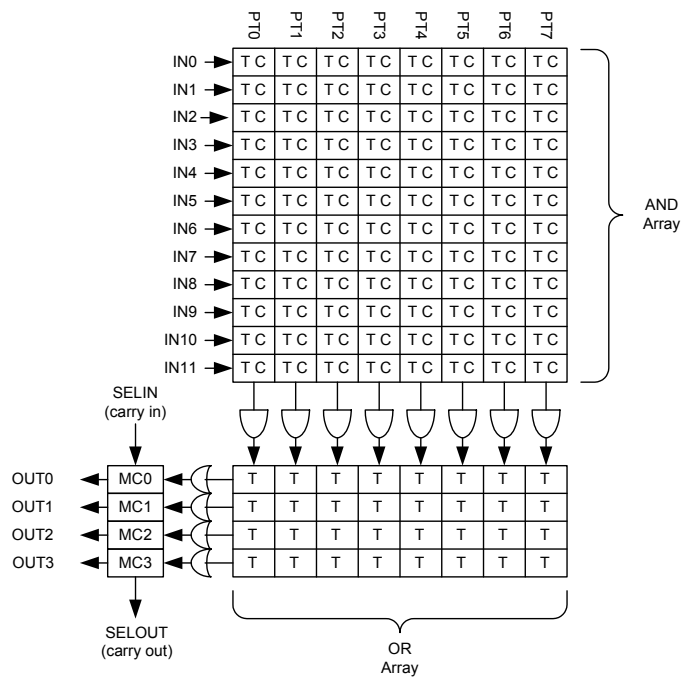 PT0 PT1 PT2 PT3 PT4 PT5 PT6 PT7
IN0 T C T C T C T C T C T C T C T C
IN1 T C T C T C T C T C T C T C T C
IN2 T C T C T C T C T C T C T C T C
IN3 T C T C T C T C T C T C T C T C
IN4 T C T C T C T C T C T C T C T C
IN5 T C T C T C T C T C T C T C T C
IN6 T C T C T C T C T C T C T C T C
IN7 T C T C T C T C T C T C T C T C
IN8 T C T C T C T C T C T C T C T C
IN9 T C T C T C T C T C T C T C T C
IN10 T C T C T C T C T C T C T C T C
IN11 T C T C T C T C T C T C T C T C
AND
Array
SELIN
(carry in)
OUT0 MC0 T T T T T T T T
OUT1 MC1 T T T T T T T T
OUT2 MC2 T T T T T T T T
OUT3 MC3 T T T T T T T T
SELOUT
(carry out)
OR
Array